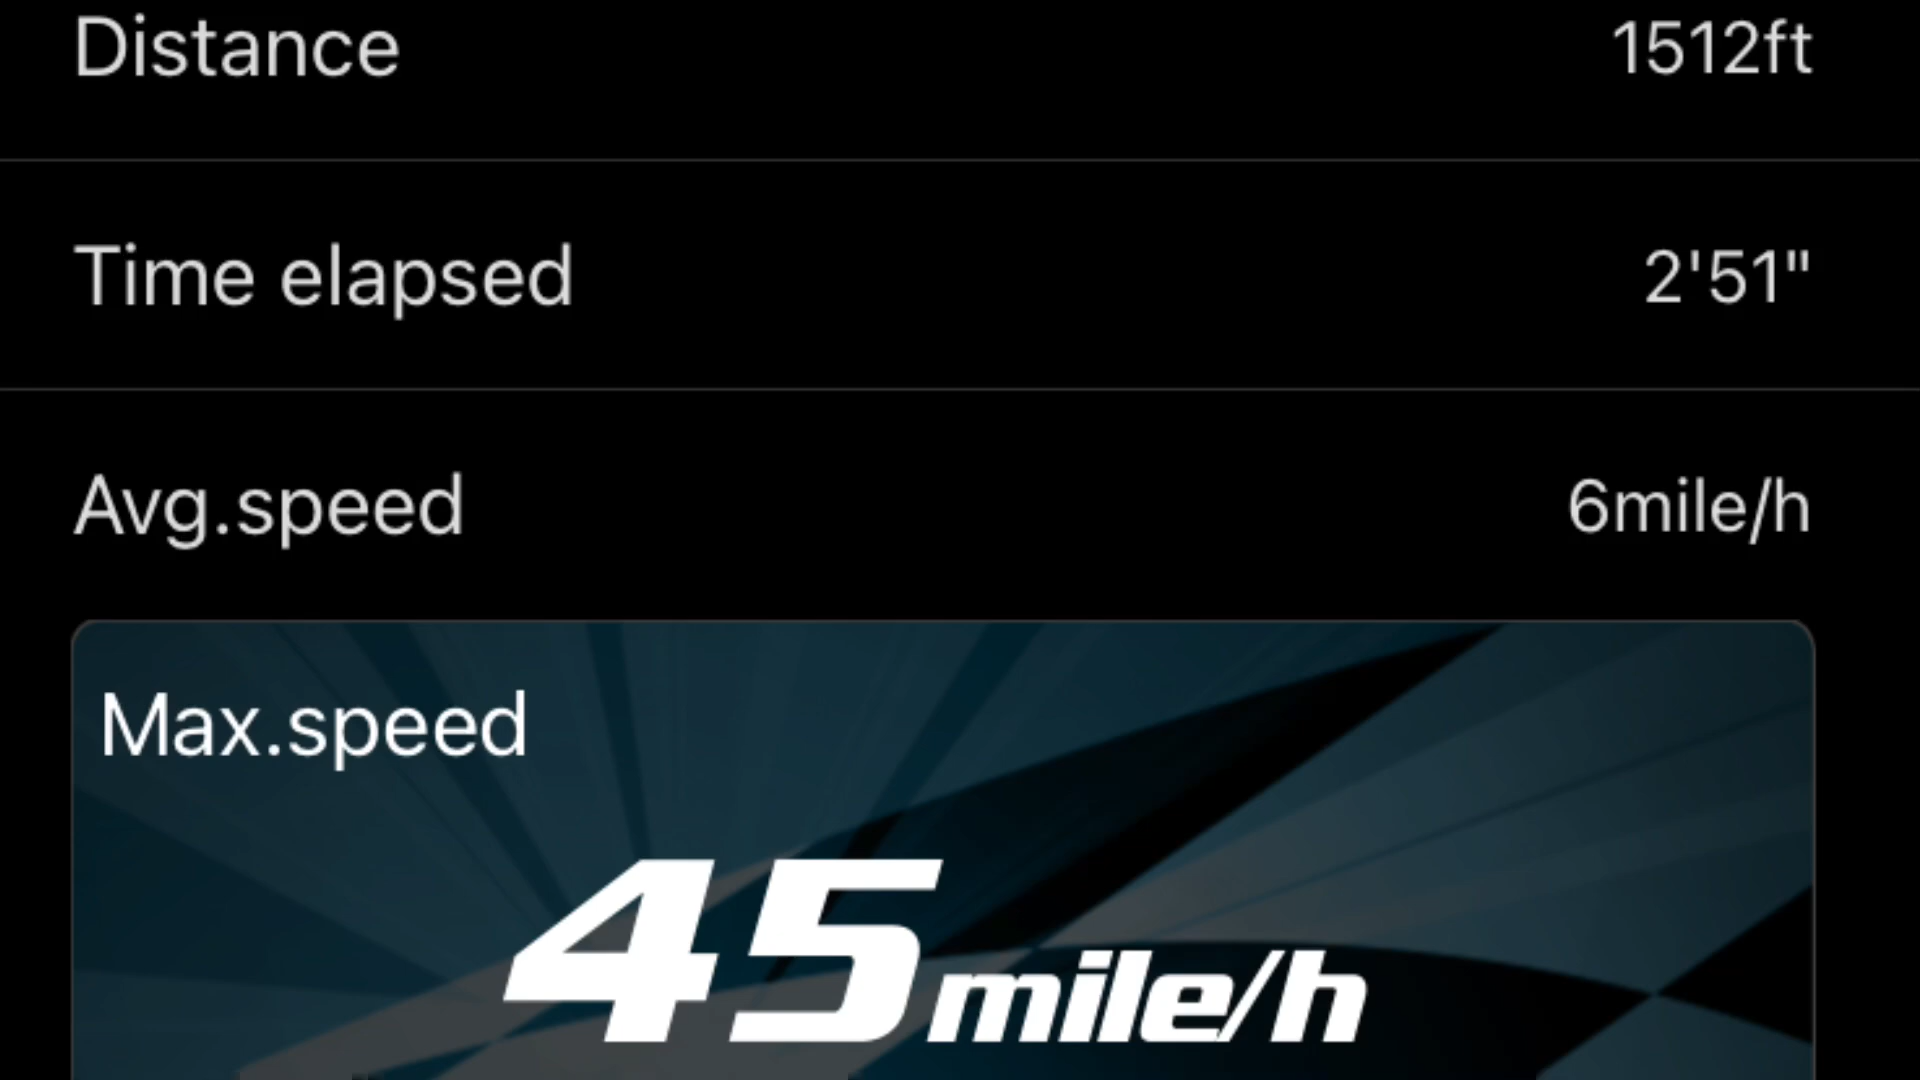 Distance 1512ft
Time elapsed 2'51"
Avg.speed 6mile/h
Max.speed
45mile/h